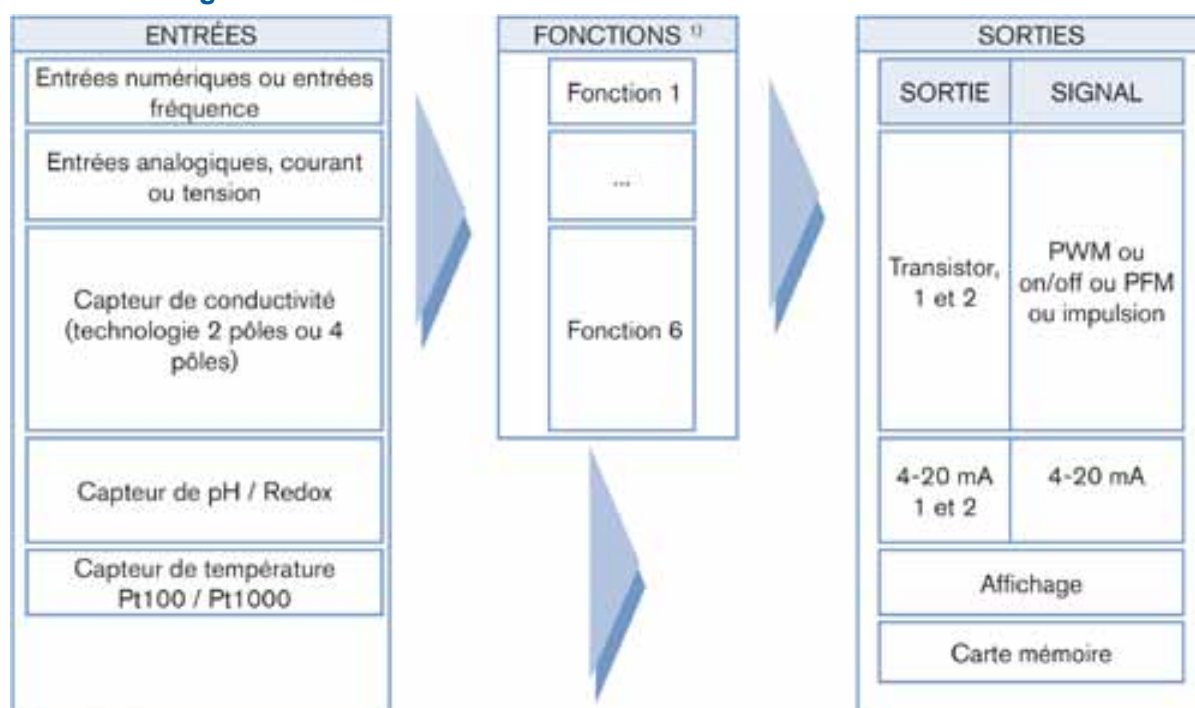 ENTRÉES
Entrées numériques ou entrées
fréquence
Entrées analogiques, courant
ou tension
Capteur de conductivité
(technologie 2 pôles ou 4
pôles)
Capteur de pH / Redox
Capteur de température
Pt100 / Pt1000
FONCTIONS 1)
Fonction 1
...
Fonction 6
SORTIES
SORTIE
SIGNAL
Transistor,
1 et 2
PWM ou
on/off ou PFM
ou impulsion
4-20 mA
1 et 2
4-20 mA
Affichage
Carte mémoire